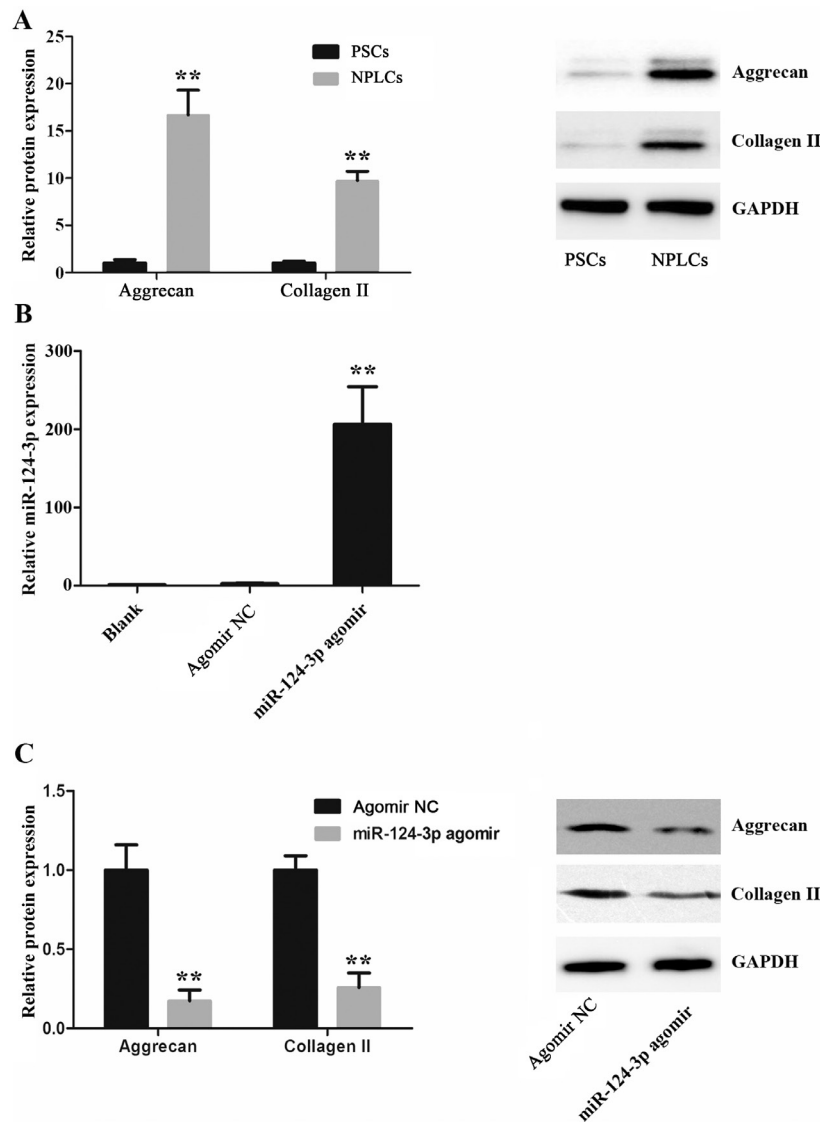 A
Relative protein expression
25
20
15
10
5
0
PSCs
NPLCs
**
**
Aggrecan
Collagen II
Aggrecan
Collagen II
GAPDH
PSCs
NPLCs
B
Relative miR-124-3p expression
300
200
100
0
**
Blank
Agomir NC
miR-124-3p agomir
C
Relative protein expression
1.5
1.0
0.5
0.0
Agomir NC
miR-124-3p agomir
**
**
Aggrecan
Collagen II
Aggrecan
Collagen II
GAPDH
Agomir NC
miR-124-3p agomir